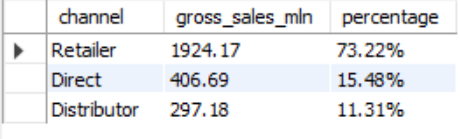 channel gross_sales_mln percentage
Retailer 1924.17 73.22%
Direct 406.69 15.48%
Distributor 297.18 11.31%